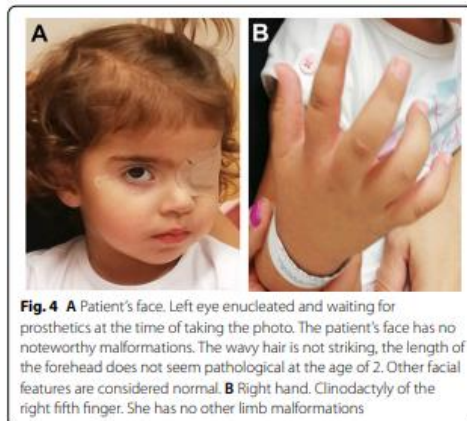 A
B
Fig. 4 A Patient's face. Left eye enucleated and waiting for
prosthetics at the time of taking the photo. The patient's face has no
noteworthy malformations. The wavy hair is not striking, the length of
the forehead does not seem pathological at the age of 2. Other facial
features are considered normal. B Right hand. Clinodactyly of the
right fifth finger. She has no other limb malformations